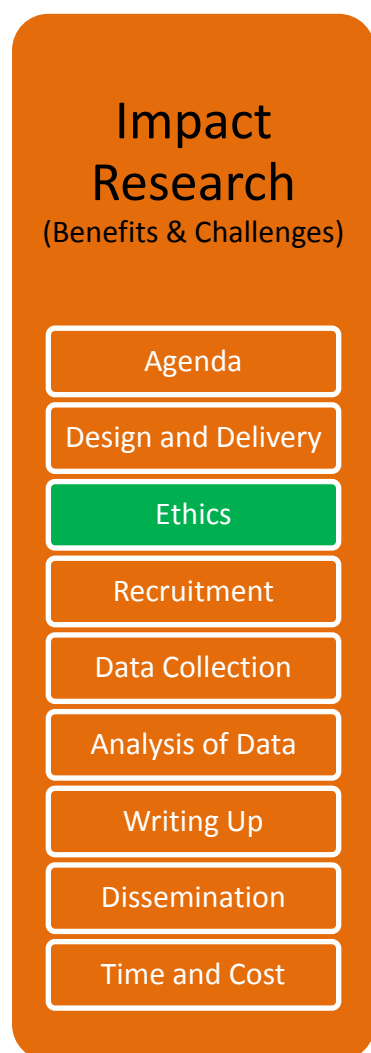 Impact
Research
(Benefits & Challenges)
Agenda
Design and Delivery
Ethics
Recruitment
Data Collection
Analysis of Data
Writing Up
Dissemination
Time and Cost